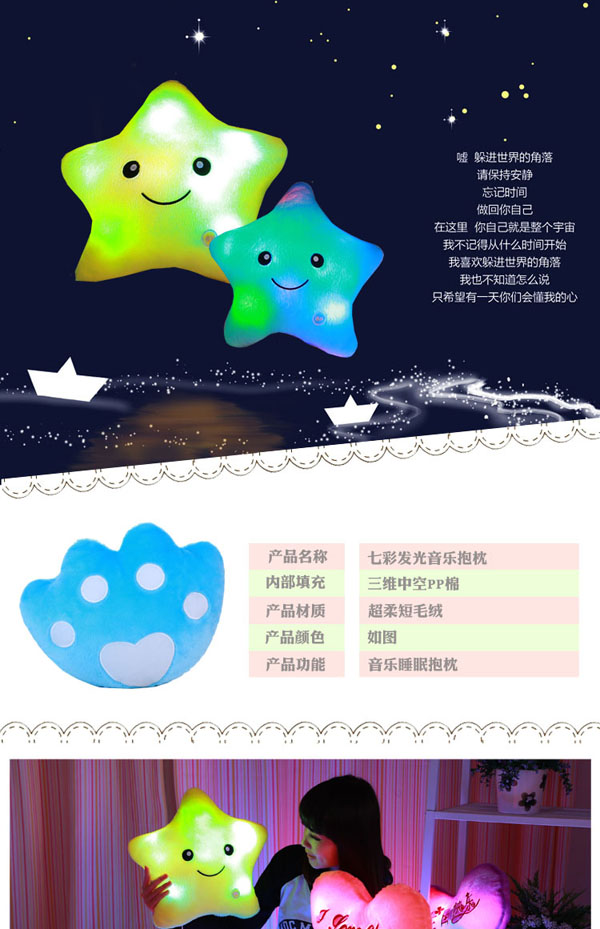 嘘 躲进世界的角落
请保持安静
忘记时间
做回你自己
在这里 你自己就是整个宇宙
我不记得从什么时间开始
我喜欢躲进世界的角落
我也不知道怎么说
只希望有一天你们会懂我的心
产品名称 七彩发光音乐抱枕
内部填充 三维中空PP棉
产品材质 超柔短毛绒
产品颜色 如图
产品功能 音乐睡眠抱枕
I Love